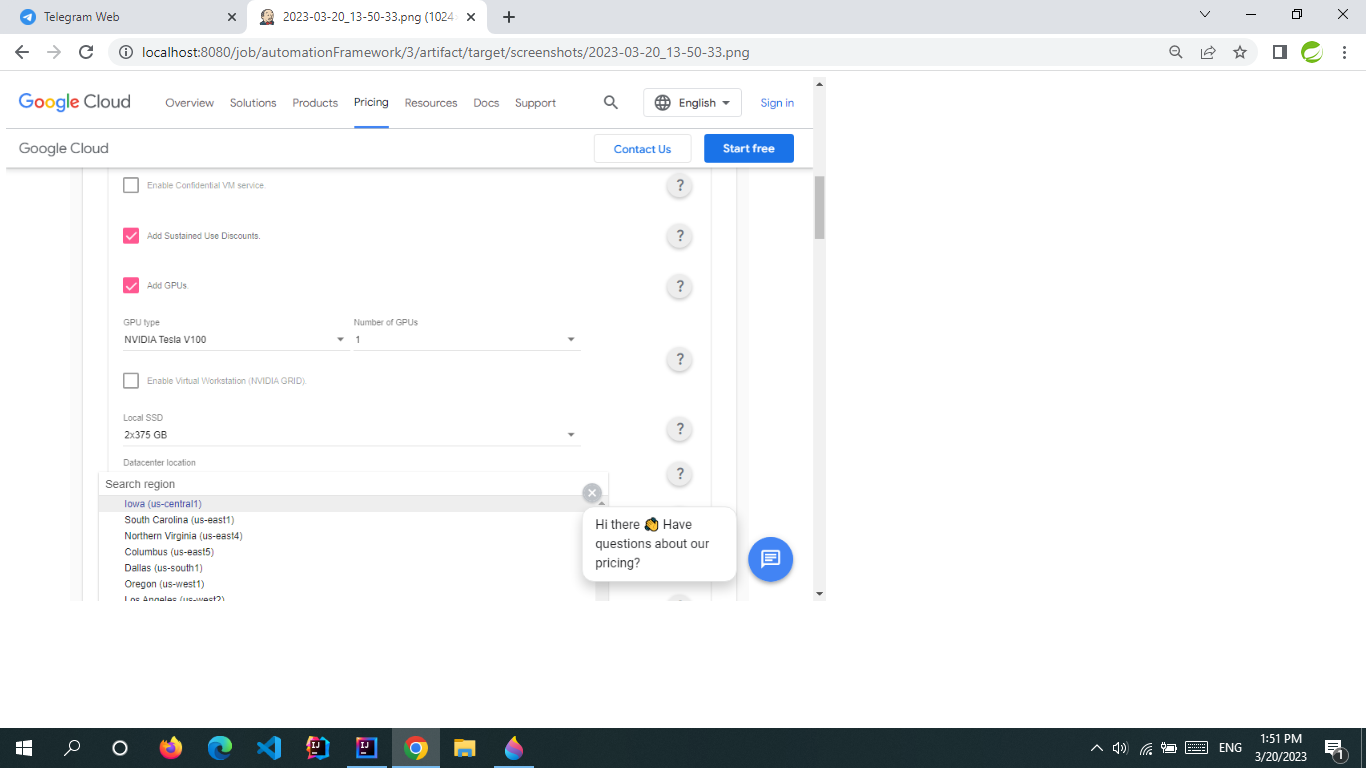 Telegram Web
2023-03-20_13-50-33.png (1024
localhost:8080/job/automationFramework/3/artifact/target/screenshots/2023-03-20_13-50-33.png
Google Cloud Overview Solutions Products Pricing Resources Docs Support English Sign in
Google Cloud Contact Us Start free
Enable Confidential VM service. ?
Add Sustained Use Discounts. ?
Add GPUs ?
GPU type Number of GPUs
NVIDIA Tesla V100 1
?
Enable Virtual Workstation (NVIDIA GRID).
Local SSD
2x375 GB ?
Datacenter location
?
Search region
Iowa (us-central1)
South Carolina (us-east1)
Northern Virginia (us-east4)
Columbus (us-east5)
Dallas (us-south1)
Oregon (us-west1)
Los Angeles (us-west2)
Hi there 👏 Have
questions about our
pricing?
ENG
1:51 PM
3/20/2023
1